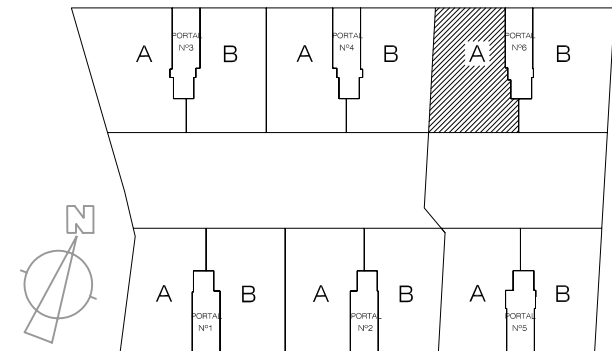 A PORTAL Nº3 B
A PORTAL Nº4 B
A PORTAL Nº6 B
N
A PORTAL Nº1 B
A PORTAL Nº2 B
A PORTAL Nº5 B